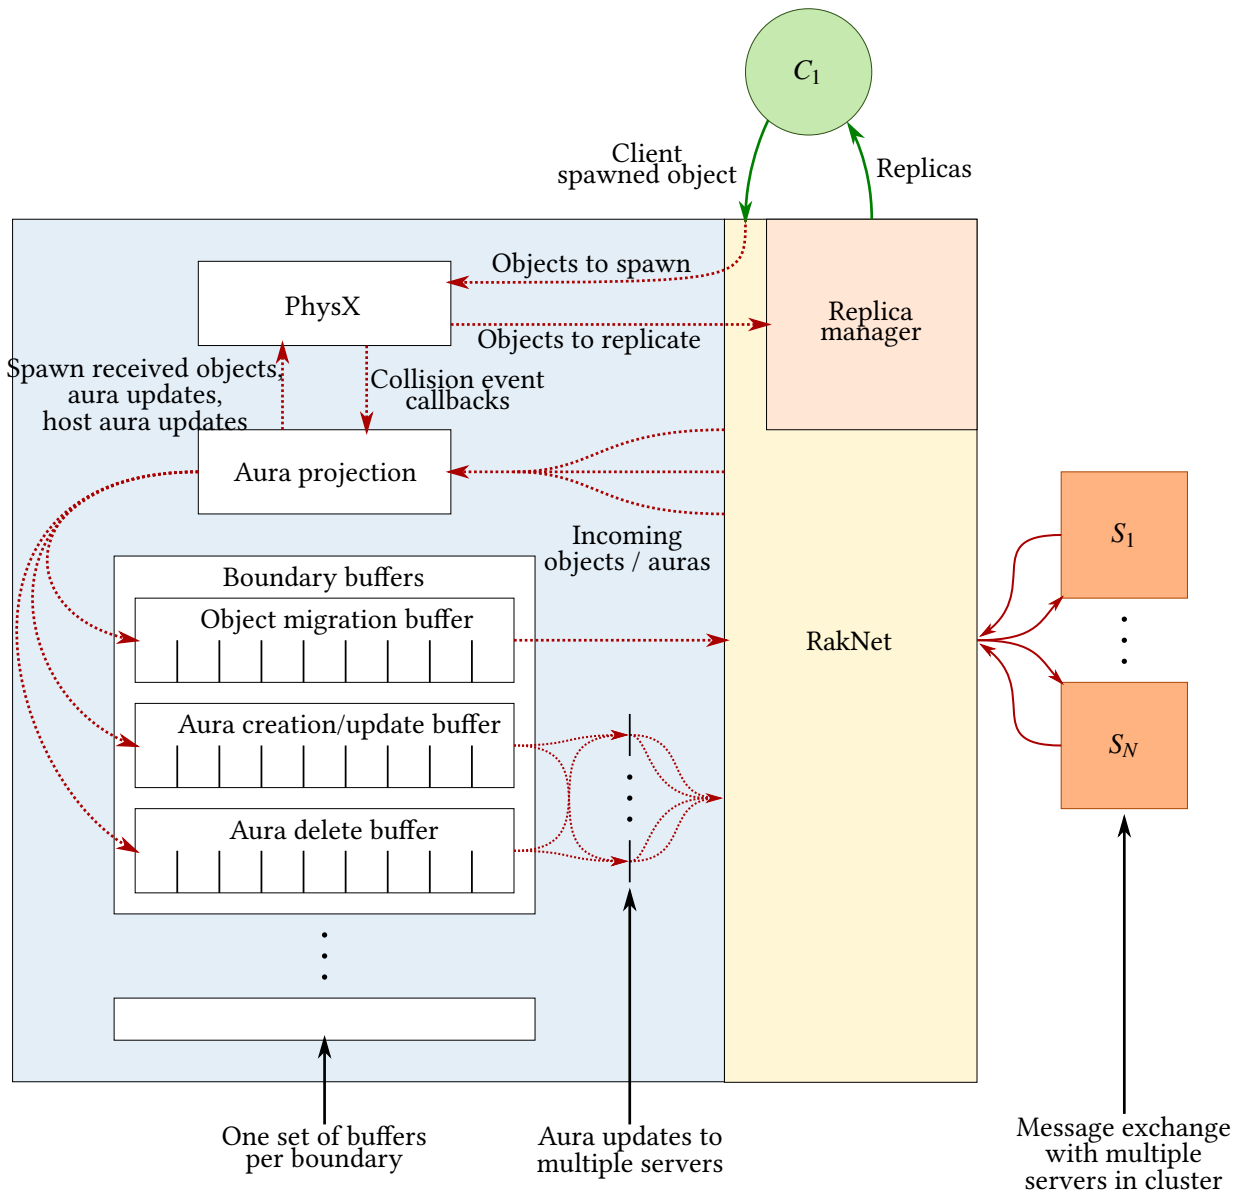 C1
Client
spawned object
Replicas
Objects to spawn
PhysX
Replica
manager
Objects to replicate
Spawn received objects,
aura updates,
host aura updates
Collision event
callbacks
Aura projection
Incoming
objects / auras
S1
Boundary buffers
Object migration buffer
RakNet
Aura creation/update buffer
SN
Aura delete buffer
One set of buffers
per boundary
Aura updates to
multiple servers
Message exchange
with multiple
servers in cluster